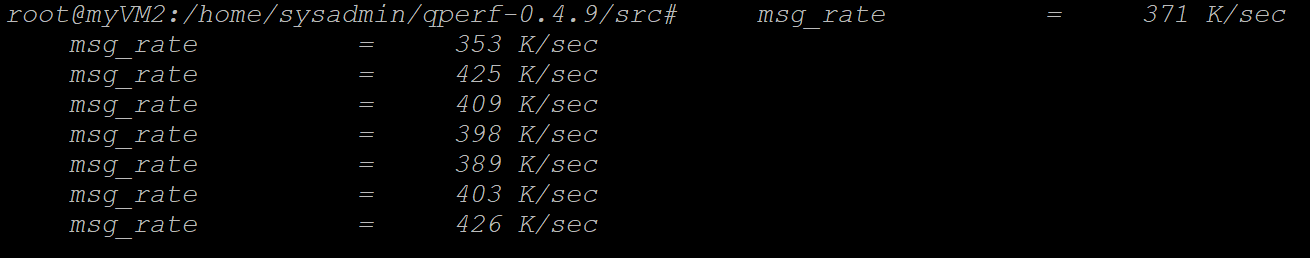 root@myVM2:/home/sysadmin/qperf-0.4.9/src# msg_rate = 371 K/sec
msg_rate = 353 K/sec
msg_rate = 425 K/sec
msg_rate = 409 K/sec
msg_rate = 398 K/sec
msg_rate = 389 K/sec
msg_rate = 403 K/sec
msg_rate = 426 K/sec